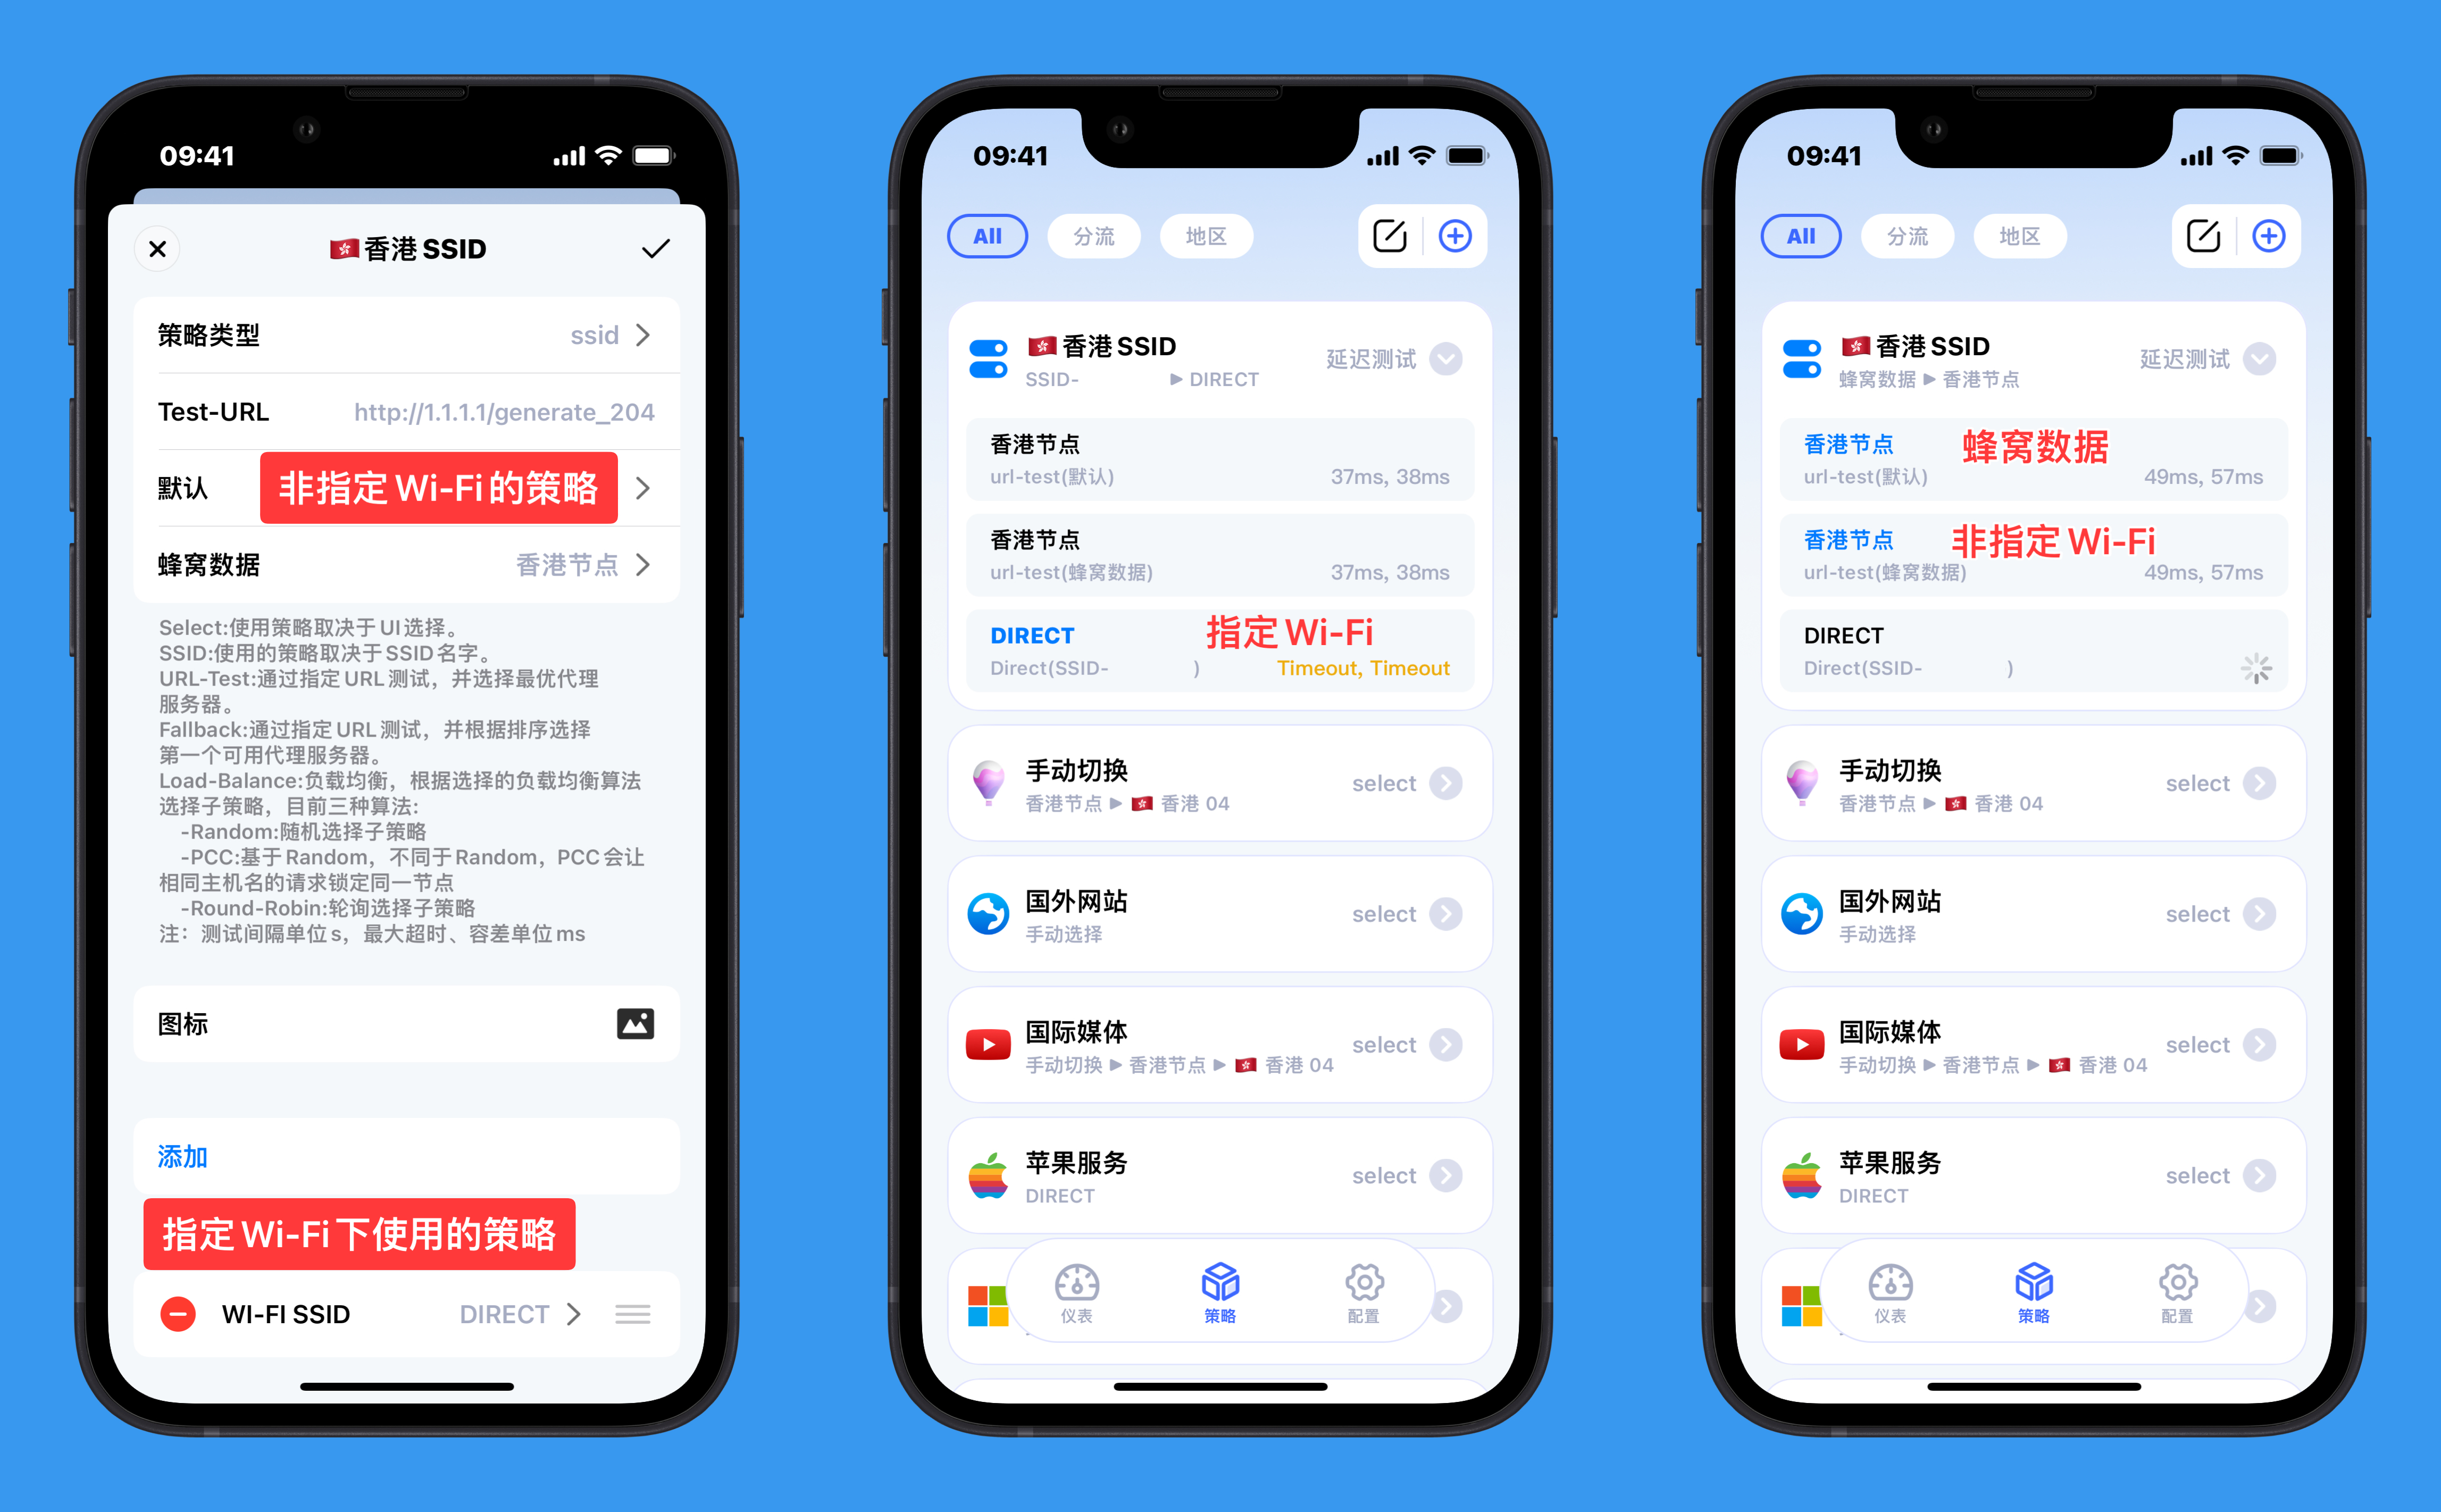 09:41
🇭🇰香港 SSID
策略类型 ssid
Test-URL http://1.1.1.1/generate_204
默认 非指定 Wi-Fi 的策略
蜂窝数据 香港节点
Select:使用策略取决于 UI 选择。
SSID:使用的策略取决于 SSID 名字。
URL-Test:通过指定 URL 测试，并选择最优代理
服务器。
Fallback:通过指定 URL 测试，并根据排序选择
第一个可用代理服务器。
Load-Balance:负载均衡，根据选择的负载均衡算法
选择子策略，目前三种算法:
-Random:随机选择子策略
-PCC:基于 Random，不同于 Random，PCC 会让
相同主机名的请求锁定同一节点
-Round-Robin:轮询选择子策略
注：测试间隔单位 s，最大超时、容差单位 ms
图标
添加
指定 Wi-Fi 下使用的策略
WI-FI SSID DIRECT
09:41
All 分流 地区
🇭🇰香港 SSID 延迟测试
SSID- ▶ DIRECT
香港节点
url-test(默认) 37ms, 38ms
香港节点
url-test(蜂窝数据) 37ms, 38ms
DIRECT 指定 Wi-Fi
Direct(SSID- ) Timeout, Timeout
手动切换 select
香港节点 ▶ 🇭🇰 香港 04
国外网站 select
手动选择
国际媒体 select
手动切换 ▶ 香港节点 ▶ 🇭🇰 香港 04
苹果服务 select
DIRECT
仪表 策略 配置
09:41
All 分流 地区
🇭🇰香港 SSID 延迟测试
蜂窝数据 ▶ 香港节点
香港节点 蜂窝数据
url-test(默认) 49ms, 57ms
香港节点 非指定 Wi-Fi
url-test(蜂窝数据) 49ms, 57ms
DIRECT
Direct(SSID- )
手动切换 select
香港节点 ▶ 🇭🇰 香港 04
国外网站 select
手动选择
国际媒体 select
手动切换 ▶ 香港节点 ▶ 🇭🇰 香港 04
苹果服务 select
DIRECT
仪表 策略 配置